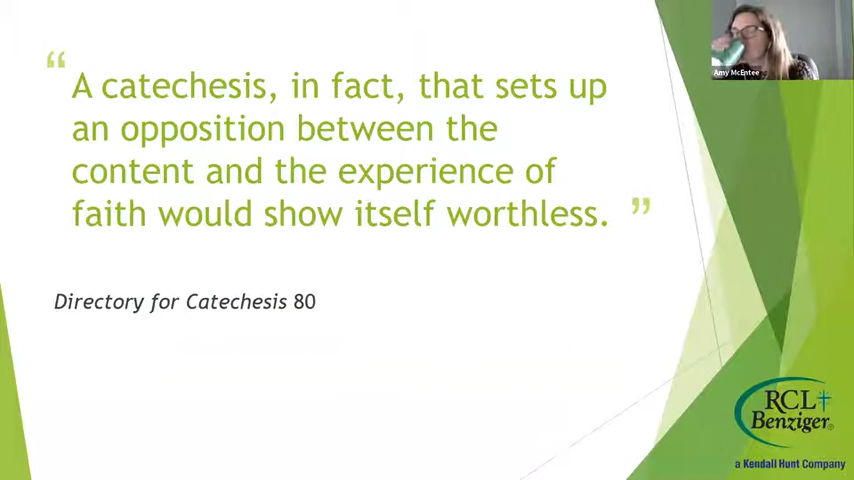 “
A catechesis, in fact, that sets up
an opposition between the
content and the experience of
faith would show itself worthless. ”
Directory for Catechesis 80
Amy McEntee
RCL
Benziger®
a Kendall Hunt Company